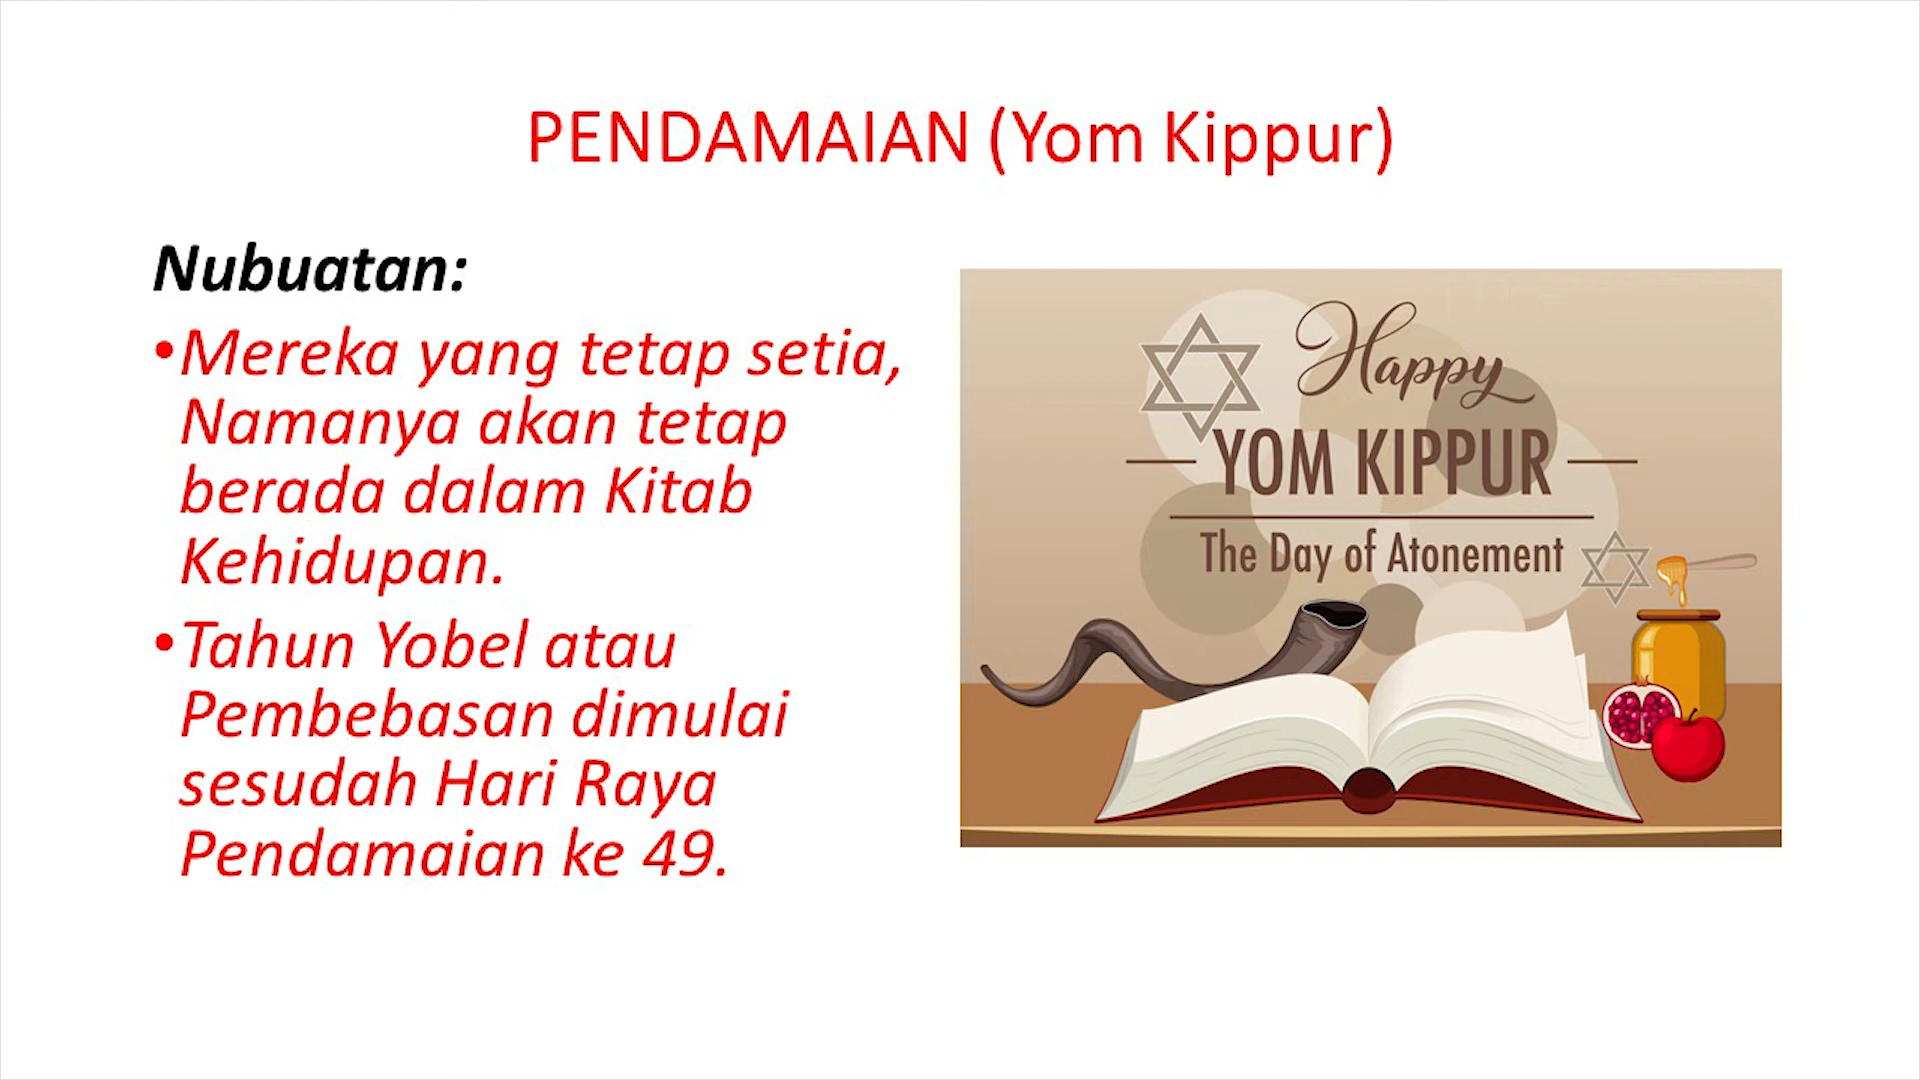 PENDAMAIAN (Yom Kippur)
Nubuatan:
•Mereka yang tetap setia,
Namanya akan tetap
berada dalam Kitab
Kehidupan.
•Tahun Yobel atau
Pembebasan dimulai
sesudah Hari Raya
Pendamaian ke 49.
Happy
YOM KIPPUR
The Day of Atonement